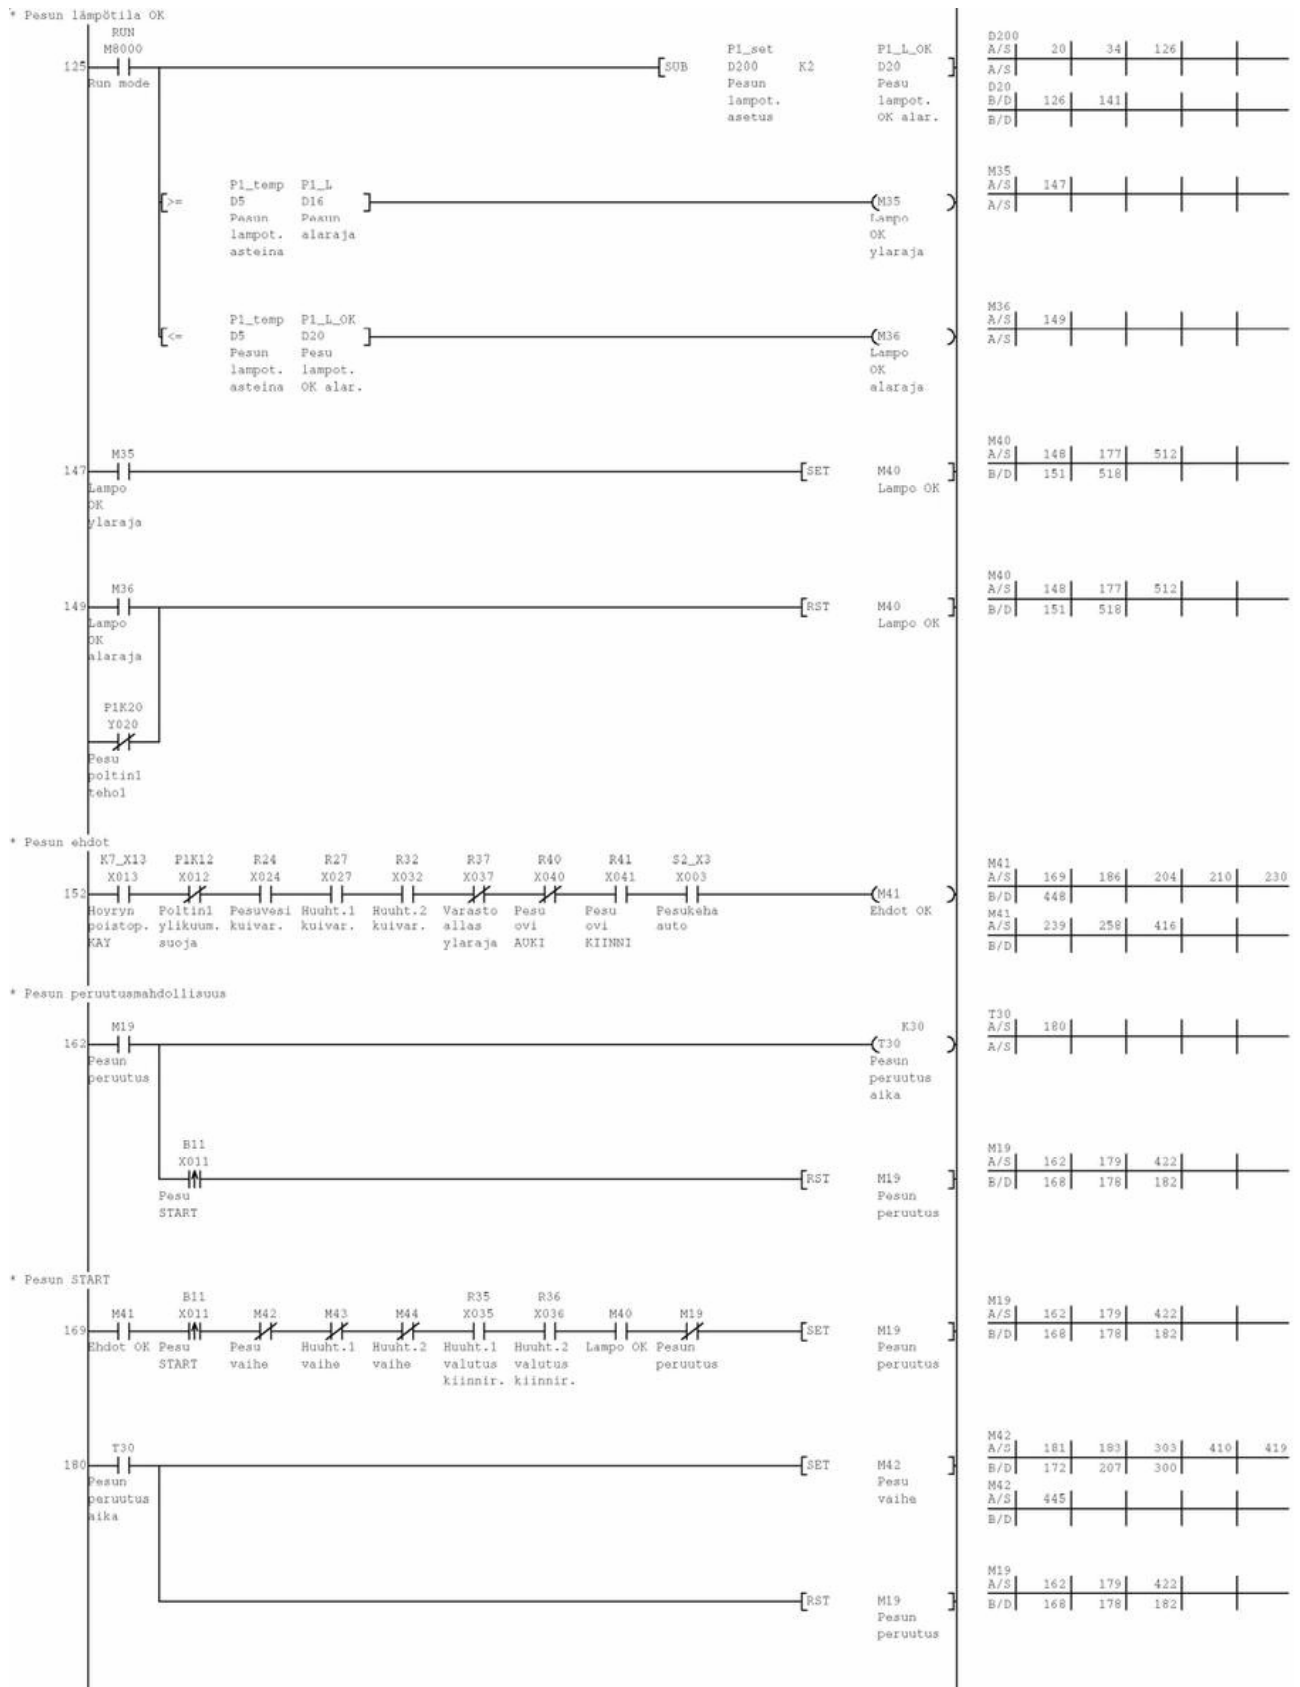 * Pesun lämpötila OK
RUN
M8000
125
Run mode
SUB
P1_set
D200 K2
Pesun
lampot.
asetus
P1_L_OK
D20
Pesu
lampot.
OK alar.
D200
A/S 20 34 126
A/S
D20
B/D 126 141
B/D
>=
P1_temp P1_L
D5 D16
Pesun Pesun
lampot. alaraja
asteina
M35
Lampo
OK
ylaraja
M35
A/S 147
A/S
<=
P1_temp P1_L_OK
D5 D20
Pesun Pesu
lampot. lampot.
asteina OK alar.
M36
Lampo
OK
alaraja
M36
A/S 149
A/S
M35
147
Lampo
OK
ylaraja
SET M40
Lampo OK
M40
A/S 148 177 512
B/D 151 518
M36
149
Lampo
OK
alaraja
RST M40
Lampo OK
M40
A/S 148 177 512
B/D 151 518
P1K20
Y020
Pesu
poltin1
teho1
* Pesun ehdot
K7_X13 P1K12 R24 R27 R32 R37 R40 R41 S2_X3
X013 X012 X024 X027 X032 X037 X040 X041 X003
152
M41
Hoyryn Poltin1 Pesuvesi Huuht.1 Huuht.2 Varasto Pesu Pesu Pesukeha Ehdot OK
poistop. ylikuum. kuivar. kuivar. kuivar. allas ovi ovi auto
KAY suoja ylaraja AUKI KIINNI
M41
A/S 169 186 204 210 230
B/D 448
M41
A/S 239 258 416
B/D
* Pesun peruutusmahdollisuus
M19
162
Pesun
peruutus
K30
T30
Pesun
peruutus
aika
T30
A/S 180
A/S
B11
X011
Pesu
START
RST M19
Pesun
peruutus
M19
A/S 162 179 422
B/D 168 178 182
* Pesun START
B11 R35 R36
M41 X011 M42 M43 M44 X035 X036 M40 M19
169
SET M19
Ehdot OK Pesu Pesu Huuht.1 Huuht.2 Huuht.1 Huuht.2 Lampo OK Pesun Pesun
START vaihe vaihe vaihe valutus valutus peruutus peruutus
kiinnir. kiinnir.
M19
A/S 162 179 422
B/D 168 178 182
T30
180
Pesun
peruutus
aika
SET M42
Pesu
vaihe
M42
A/S 181 183 303 410 419
B/D 172 207 300
M42
A/S 445
B/D
RST M19
Pesun
peruutus
M19
A/S 162 179 422
B/D 168 178 182